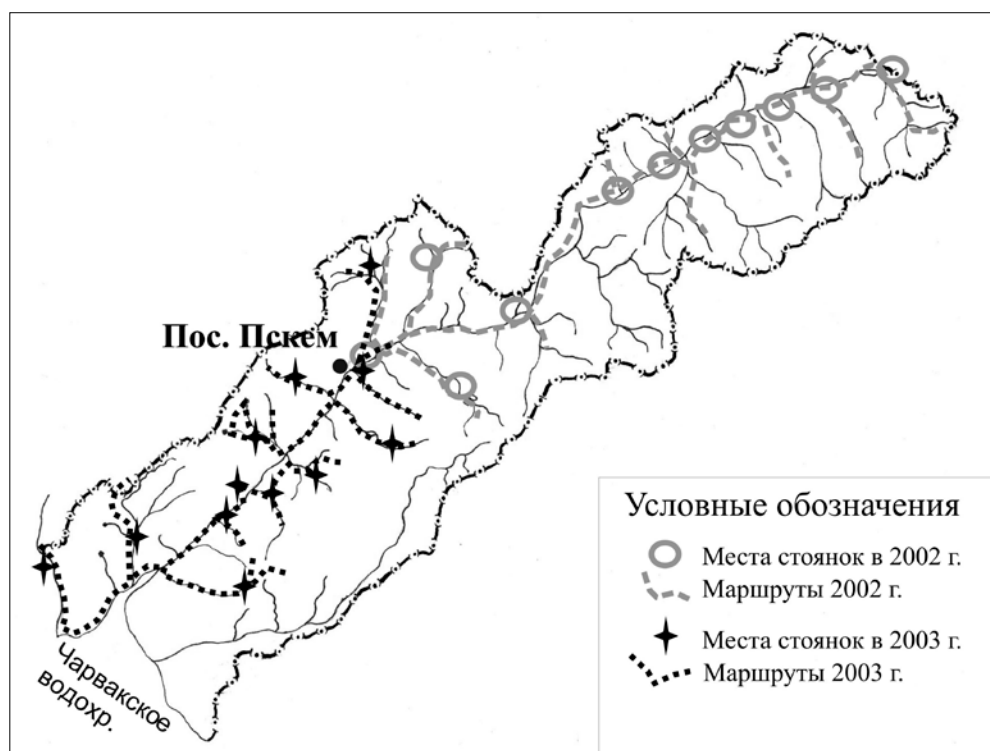 Пос. Пскем
Чарвакское
водохр.
Условные обозначения
Места стоянок в 2002 г.
Маршруты 2002 г.
Места стоянок в 2003 г.
Маршруты 2003 г.